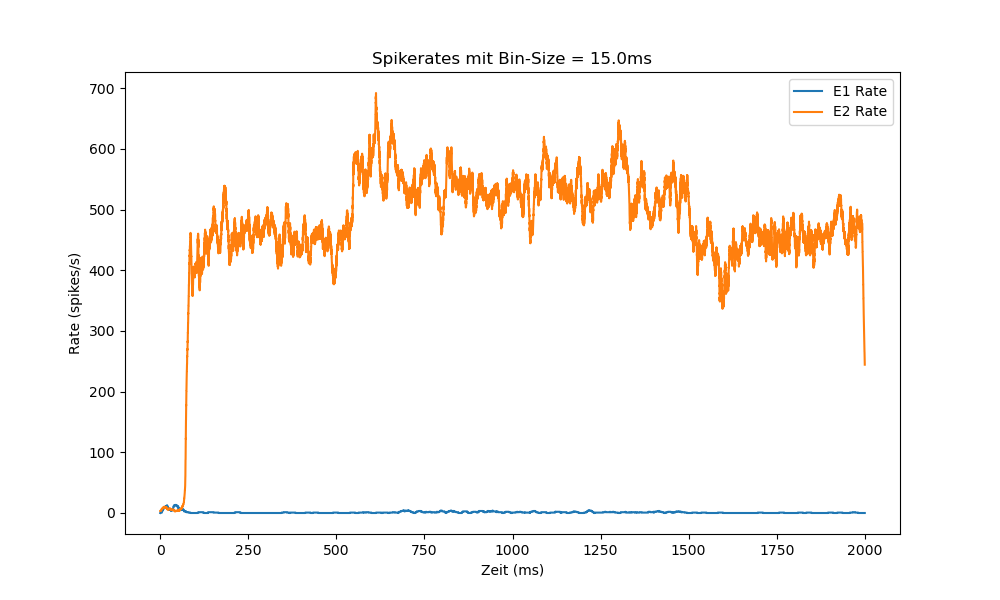 Spikerates mit Bin-Size = 15.0ms
E1 Rate
E2 Rate
Rate (spikes/s)
700
600
500
400
300
200
100
0
0 250 500 750 1000 1250 1500 1750 2000
Zeit (ms)